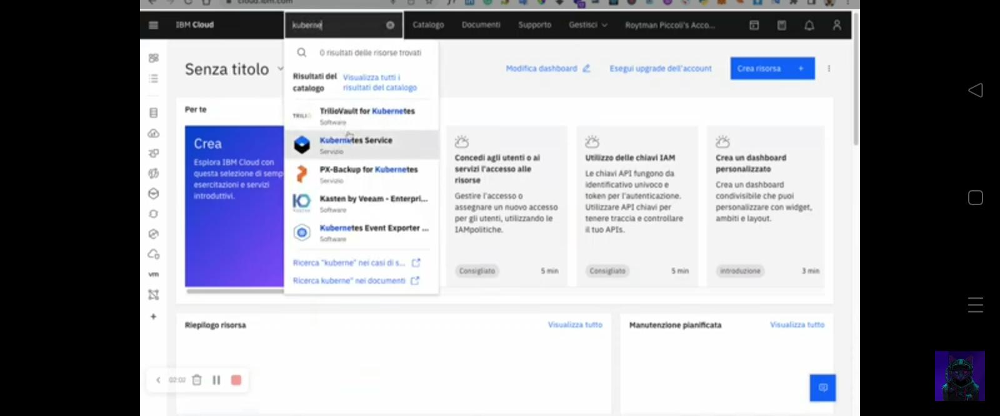 cloud.ibm.com
IBM Cloud
kuberne
Catalogo
Documenti
Supporto
Gestisci
Roytman Piccoli's Acco...
0 risultati delle risorse trovati
Senza titolo
Modifica dashboard
Esegui upgrade dell'account
Crea risorsa +
Risultati del
catalogo
Visualizza tutti i
risultati del catalogo
Per te
TrilioVault for Kubernetes
Software
Kubernetes Service
Servizio
PX-Backup for Kubernetes
Servizio
Kasten by Veeam - Enterpri...
Software
Kubernetes Event Exporter ...
Software
Ricerca "kuberne" nei casi di s...
Ricerca kuberne" nei documenti
Crea
Esplora IBM Cloud con
questa selezione di semp
esercitazioni e servizi
introduttivi.
Concedi agli utenti o ai
servizi l'accesso alle
risorse
Gestire l'accesso o
assegnare un nuovo accesso
per gli utenti, utilizzando le
IAMpolitiche.
Consigliato
5 min
Utilizzo delle chiavi IAM
Le chiavi API fungono da
identificativo univoco e
token per l'autenticazione.
Utilizzare API chiavi per
tenere traccia e controllare
il tuo APIs.
Consigliato
5 min
Crea un dashboard
personalizzato
Crea un dashboard
condivisibile che puoi
personalizzare con widget,
ambiti e layout.
introduzione
3 min
vm
Riepilogo risorsa
Visualizza tutto
Manutenzione pianificata
Visualizza tutto
02:02